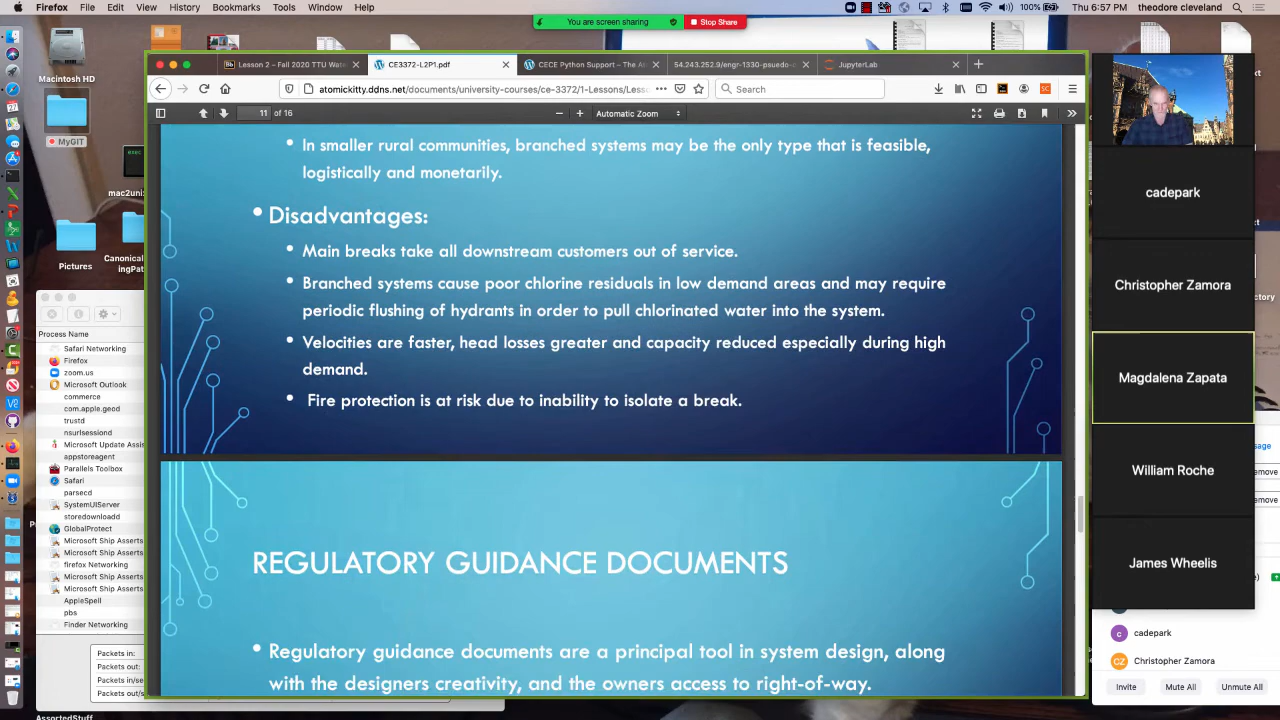 Firefox File Edit View History Bookmarks Tools Window Help
100% Thu 6:57 PM theodore cleveland
You are screen sharing Stop Share
Macintosh HD
MyGIT
exec
mac2uni
Pictures
Canonical
ingPat
Lesson 2 – Fall 2020 TTU Wate
CE3372-L2P1.pdf
CECE Python Support – The At
54.243.252.9/engr-1330-psuedo-
JupyterLab
atomickitty.ddns.net/documents/university-courses/ce-3372/1-Lessons/Less
Search
11 of 16
Automatic Zoom
• In smaller rural communities, branched systems may be the only type that is feasible,
logistically and monetarily.
• Disadvantages:
• Main breaks take all downstream customers out of service.
• Branched systems cause poor chlorine residuals in low demand areas and may require
periodic flushing of hydrants in order to pull chlorinated water into the system.
• Velocities are faster, head losses greater and capacity reduced especially during high
demand.
• Fire protection is at risk due to inability to isolate a break.
REGULATORY GUIDANCE DOCUMENTS
• Regulatory guidance documents are a principal tool in system design, along
with the designers creativity, and the owners access to right-of-way.
Process Name
Safari Networking
Firefox
zoom.us
Microsoft Outlook
commerce
com.apple.geod
trustd
nsurlsessiond
Microsoft Update Assis
appstoreagent
Parallels Toolbox
Safari
parsecd
SystemUIServer
storedownloadd
GlobalProtect
Microsoft Ship Asserts
Microsoft Ship Asserts
firefox Networking
Microsoft Ship Asserts
Microsoft Ship Asserts
AppleSpell
pbs
Finder Networking
Packets in:
Packets out:
Packets in/se
Packets out/s
AssortedStuff
cadepark
Christopher Zamora
Magdalena Zapata
William Roche
James Wheelis
c cadepark
CZ Christopher Zamora
Invite Mute All Unmute All